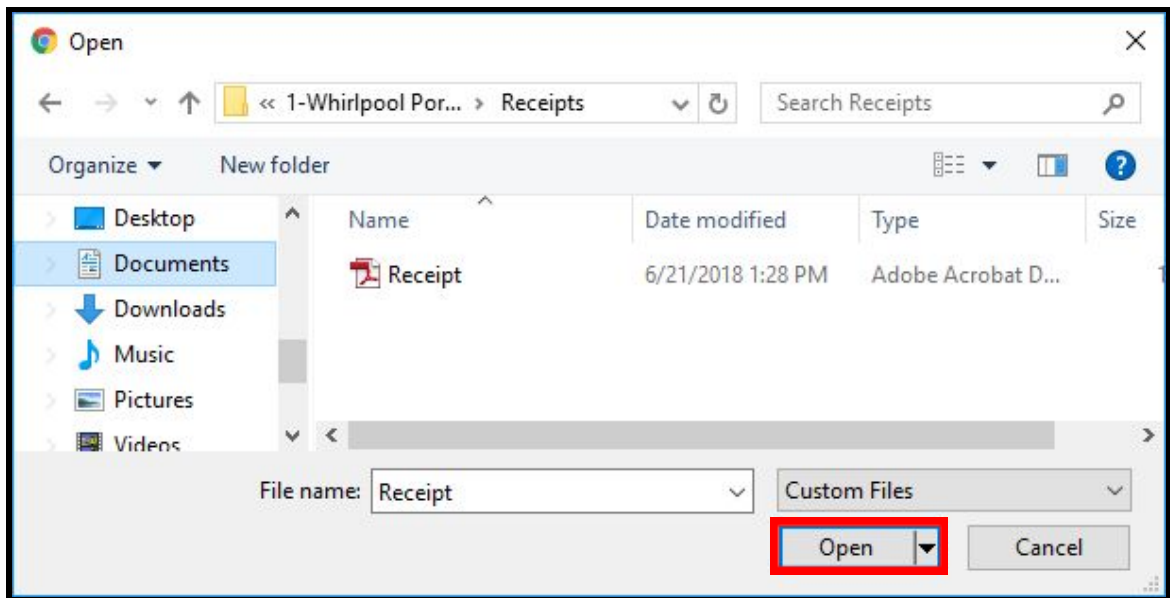 Open
« 1-Whirlpool Por... > Receipts
Search Receipts
Organize New folder
Desktop
Name Date modified Type Size
Documents
Receipt 6/21/2018 1:28 PM Adobe Acrobat D...
Downloads
Music
Pictures
Videos
File name: Receipt Custom Files
Open Cancel